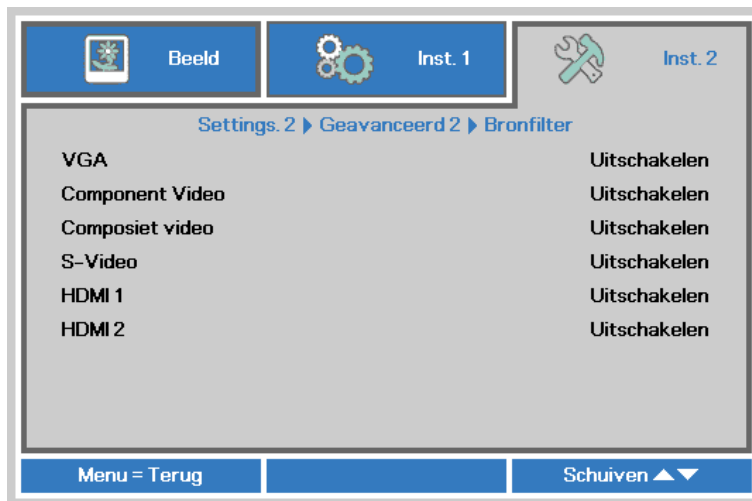 Beeld Inst. 1 Inst. 2
Settings. 2 ▶ Geavanceerd 2 ▶ Bronfilter
VGA Uitschakelen
Component Video Uitschakelen
Composiet video Uitschakelen
S-Video Uitschakelen
HDMI 1 Uitschakelen
HDMI 2 Uitschakelen
Menu = Terug Schuiven ▲▼